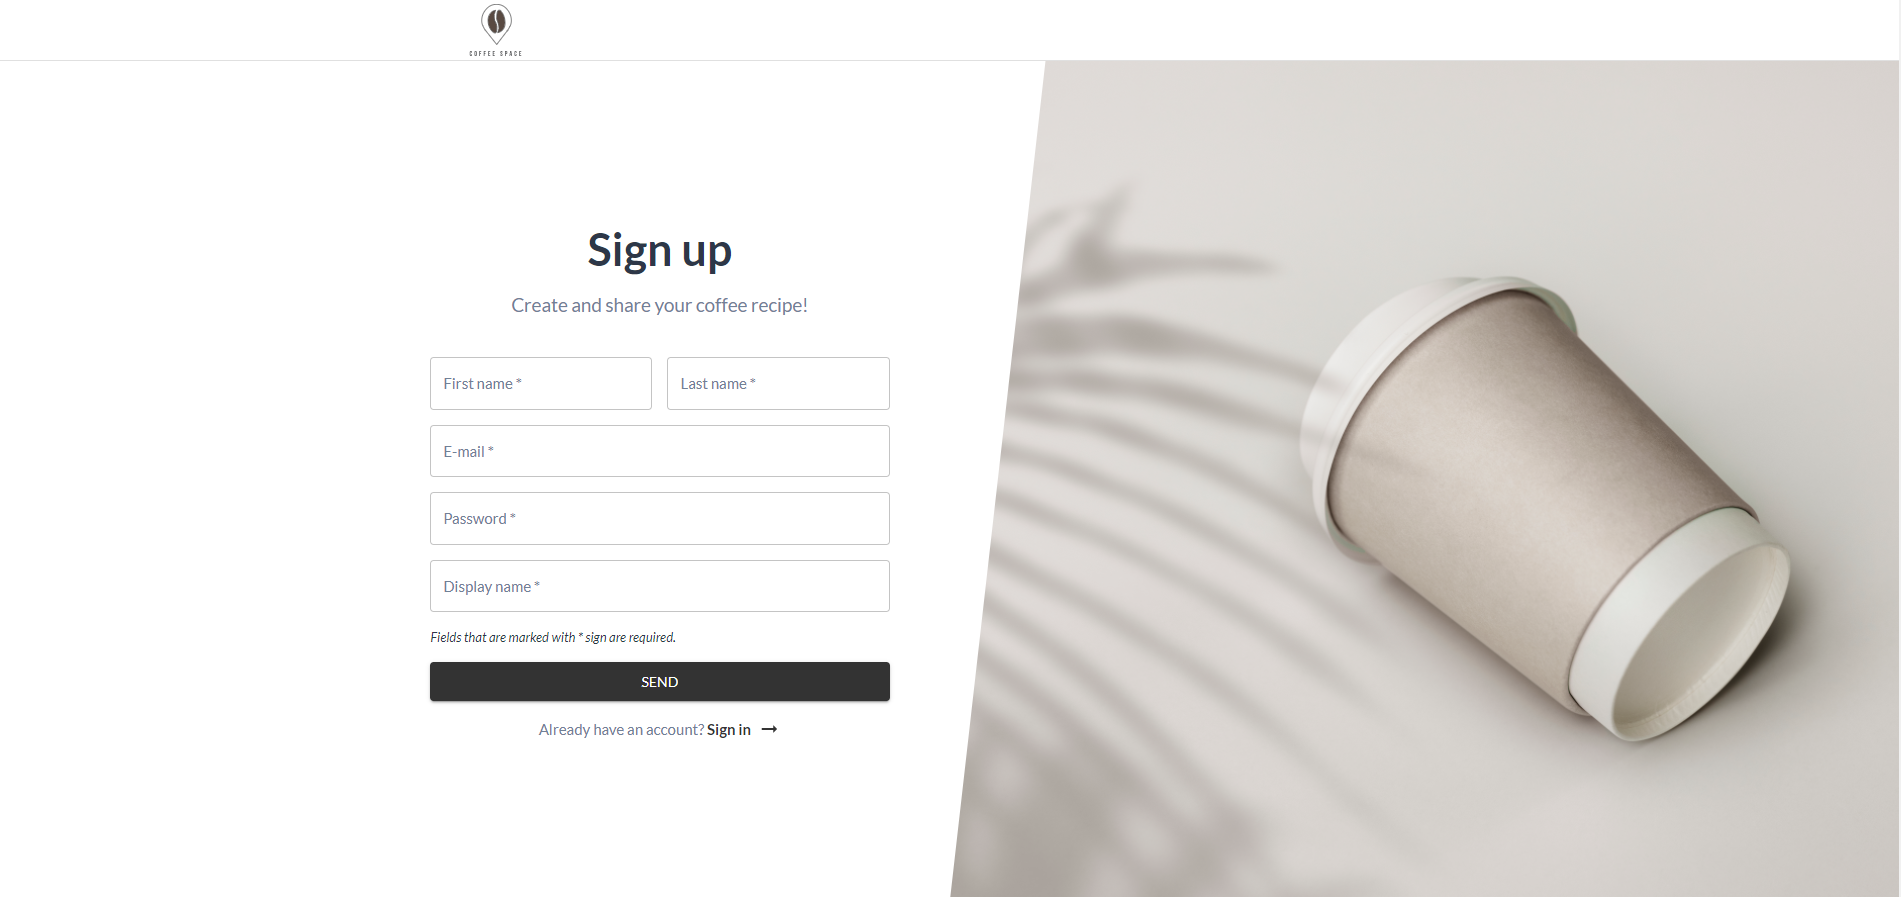 COFFEE SPACE
Sign up
Create and share your coffee recipe!
First name *
Last name *
E-mail *
Password *
Display name *
Fields that are marked with * sign are required.
SEND
Already have an account? Sign in →